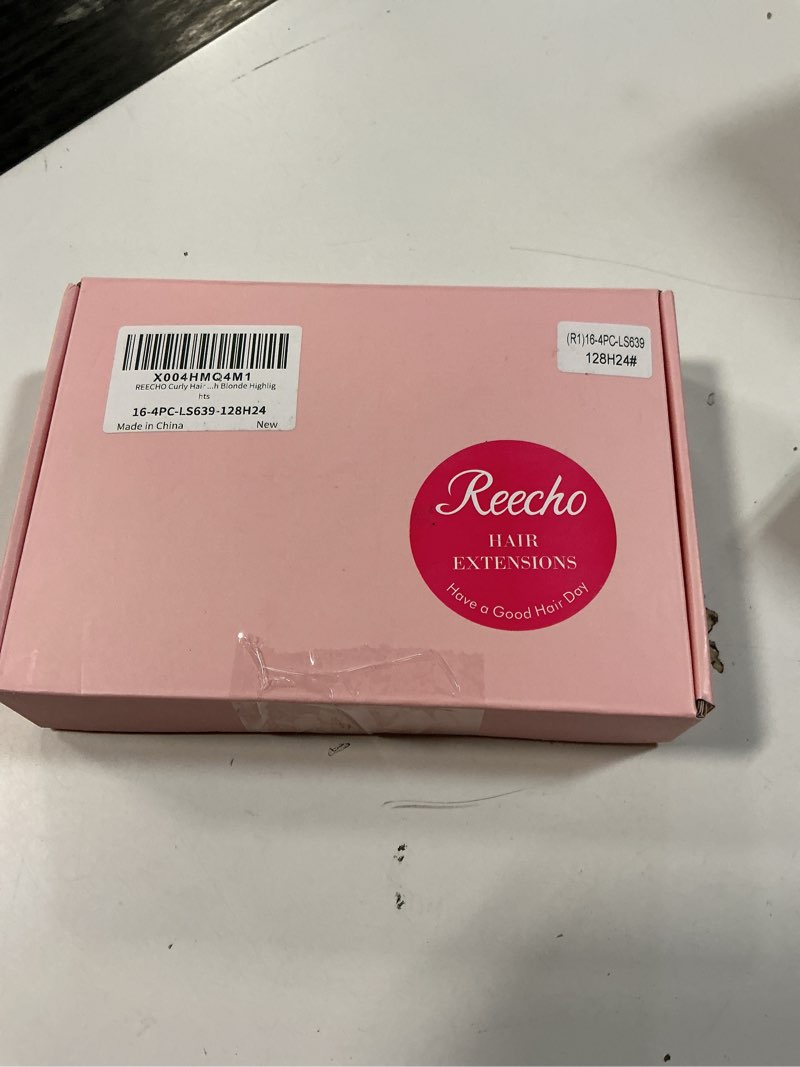 X004HMQ4M1
REECHO Curly Hair ...h Blonde Highlig
hts
16-4PC-LS639-128H24
Made in China New
(R1)16-4PC-LS639
128H24#
Reecho
HAIR
EXTENSIONS
Have a Good Hair Day